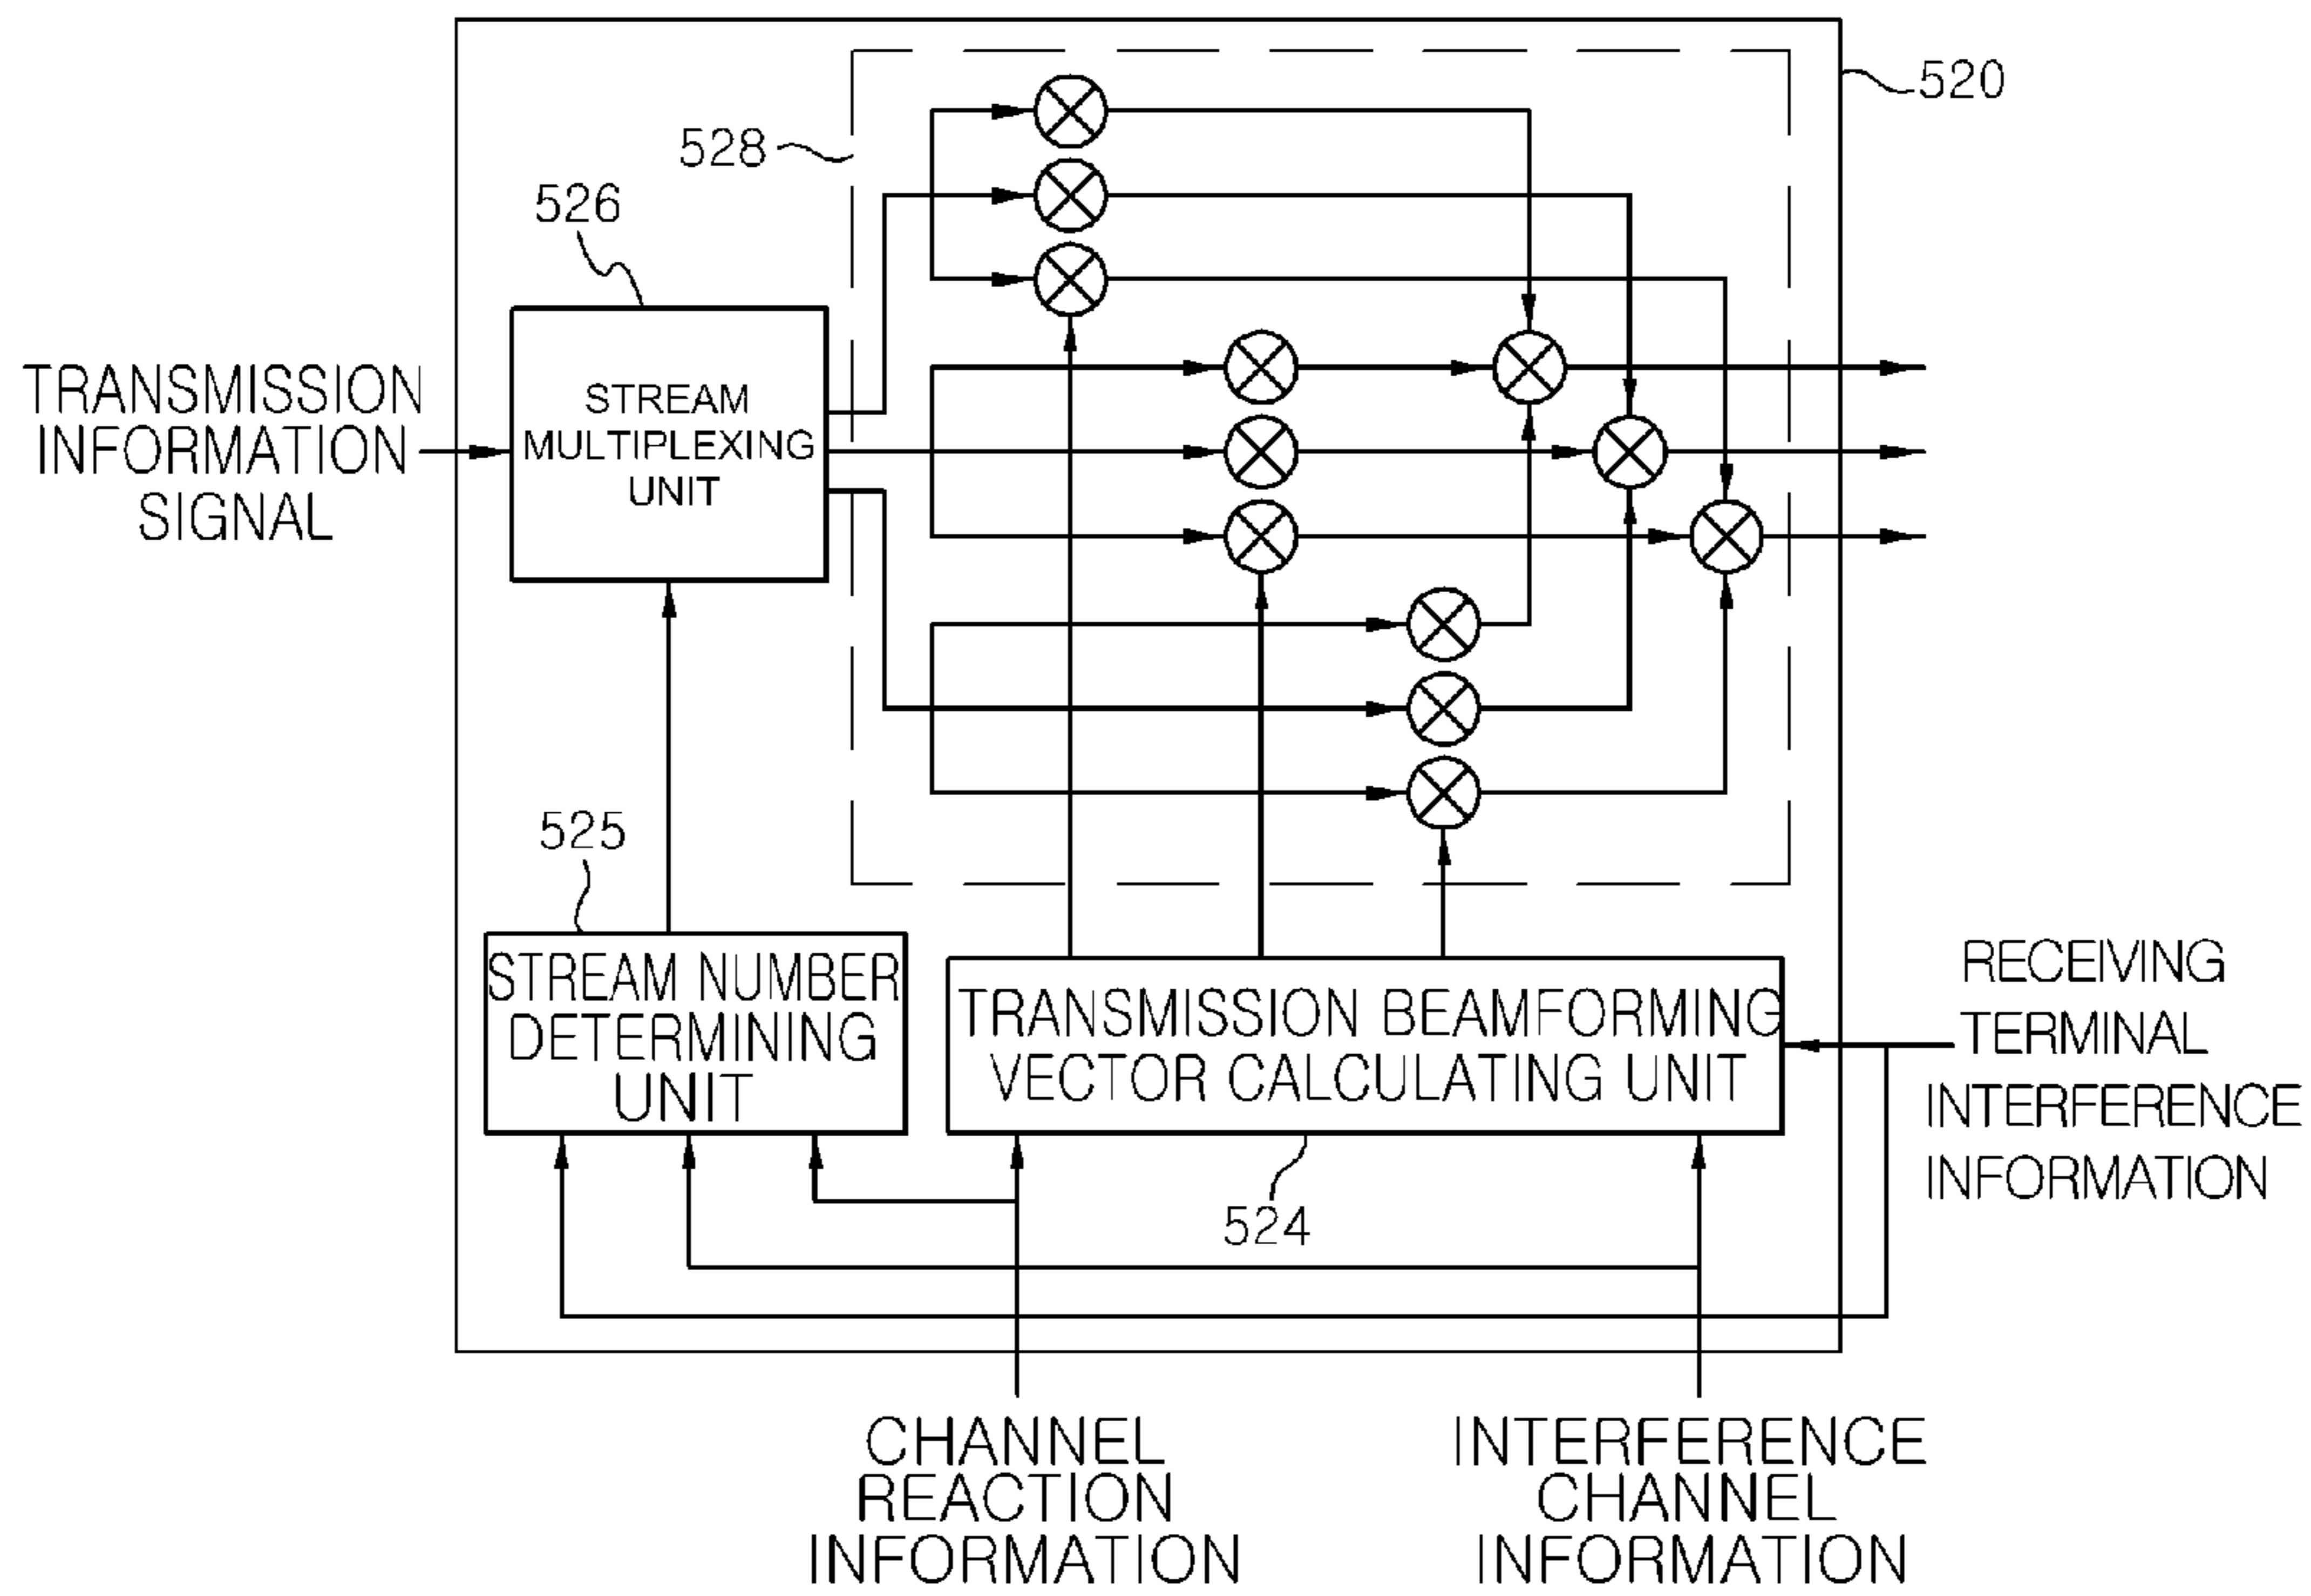 520
528
526
TRANSMISSION
INFORMATION
SIGNAL
STREAM
MULTIPLEXING
UNIT
525
STREAM NUMBER
DETERMINING
UNIT
TRANSMISSION BEAMFORMING
VECTOR CALCULATING UNIT
RECEIVING
TERMINAL
INTERFERENCE
INFORMATION
524
CHANNEL
REACTION
INFORMATION
INTERFERENCE
CHANNEL
INFORMATION